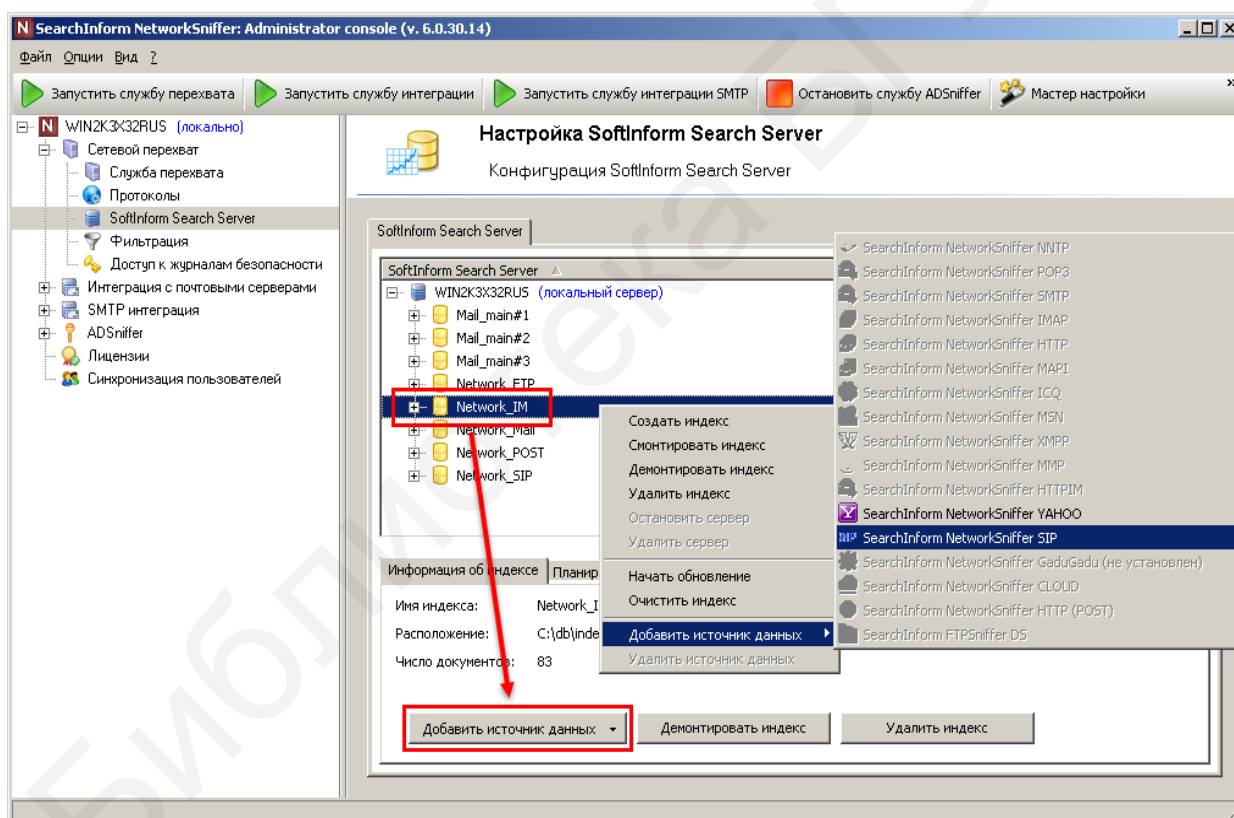 SearchInform NetworkSniffer: Administrator console (v. 6.0.30.14)
Файл Опции Вид ?
Запустить службу перехвата Запустить службу интеграции Запустить службу интеграции SMTP Остановить службу ADSniffer Мастер настройки »
WIN2K3X32RUS (локально)
Сетевой перехват
Служба перехвата
Протоколы
SoftInform Search Server
Фильтрация
Доступ к журналам безопасности
Интеграция с почтовыми серверами
SMTP интеграция
ADSniffer
Лицензии
Синхронизация пользователей
Настройка SoftInform Search Server
Конфигурация SoftInform Search Server
SoftInform Search Server
SoftInform Search Server
WIN2K3X32RUS (локальный сервер)
Mail_main#1
Mail_main#2
Mail_main#3
Network_FTP
Network_IM
Network_Mail
Network_POST
Network_SIP
Создать индекс
Смонтировать индекс
Демонтировать индекс
Удалить индекс
Остановить сервер
Удалить сервер
Начать обновление
Очистить индекс
Добавить источник данных
Удалить источник данных
SearchInform NetworkSniffer NNTP
SearchInform NetworkSniffer POP3
SearchInform NetworkSniffer SMTP
SearchInform NetworkSniffer IMAP
SearchInform NetworkSniffer HTTP
SearchInform NetworkSniffer MAPI
SearchInform NetworkSniffer ICQ
SearchInform NetworkSniffer MSN
SearchInform NetworkSniffer XMPP
SearchInform NetworkSniffer MMP
SearchInform NetworkSniffer HTTPIM
SearchInform NetworkSniffer YAHOO
SIP SearchInform NetworkSniffer SIP
SearchInform NetworkSniffer GaduGadu (не установлен)
SearchInform NetworkSniffer CLOUD
SearchInform NetworkSniffer HTTP (POST)
SearchInform FTPSniffer DS
Информация об индексе Планир
Имя индекса: Network_I
Расположение: C:\db\inde
Число документов: 83
Добавить источник данных Демонтировать индекс Удалить индекс
Библиотека БГ